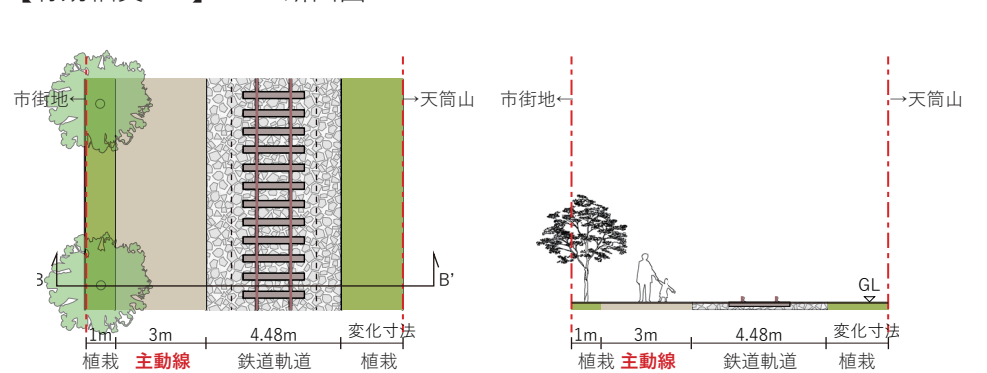 市街地← →天筒山
B B'
1m 3m 4.48m 変化寸法
植栽 主動線 鉄道軌道 植栽
市街地← →天筒山
GL
1m 3m 4.48m 変化寸法
植栽 主動線 鉄道軌道 植栽